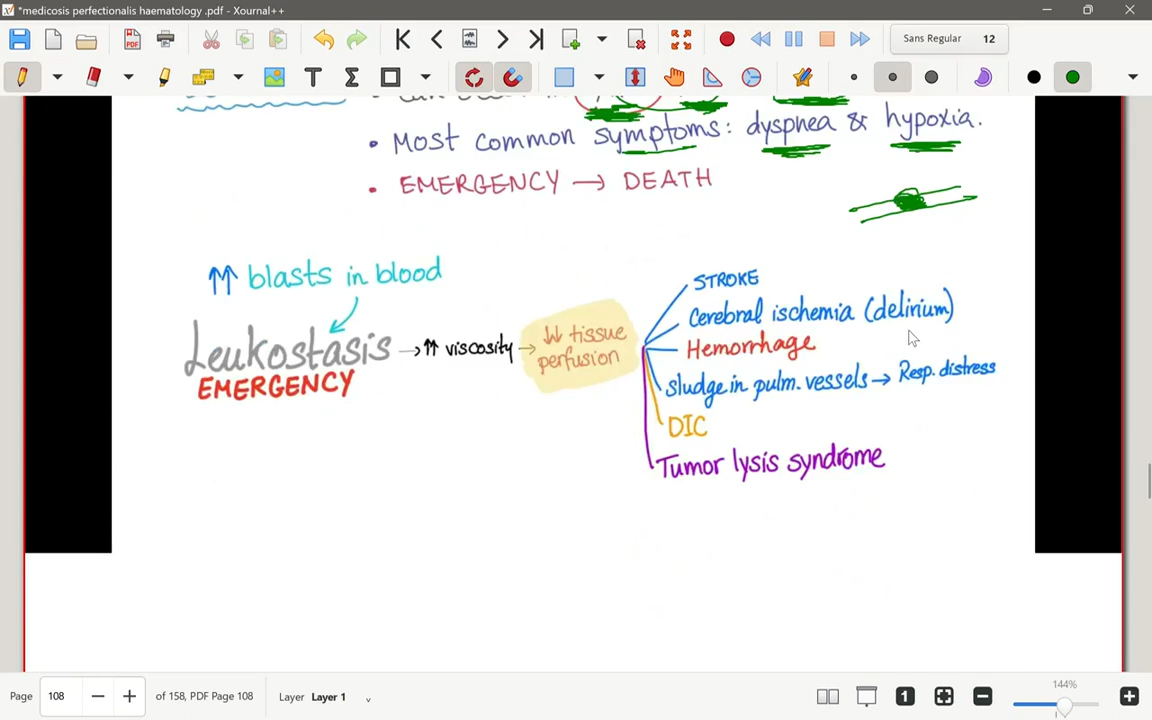 *medicosis perfectionalis haematology .pdf - Xournal++
Sans Regular 12
• Most common symptoms: dyspnea & hypoxia.
• EMERGENCY → DEATH
↑↑ blasts in blood
Leukostasis → ↑↑ viscosity → ↓↓ tissue perfusion
EMERGENCY
STROKE
Cerebral ischemia (delirium)
Hemorrhage
sludge in pulm. vessels → Resp. distress
DIC
Tumor lysis syndrome
Page 108 of 158, PDF Page 108 Layer Layer 1 144%